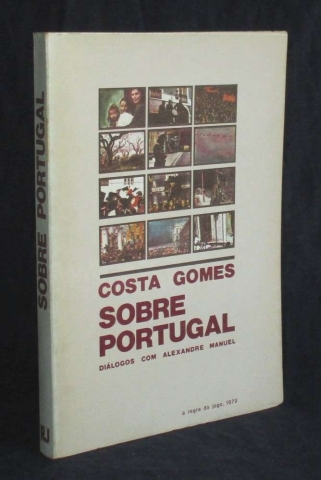 SOBRE PORTUGAL
COSTA GOMES
SOBRE
PORTUGAL
DIÁLOGOS COM ALEXANDRE MANUEL
a regra do jogo, 1979